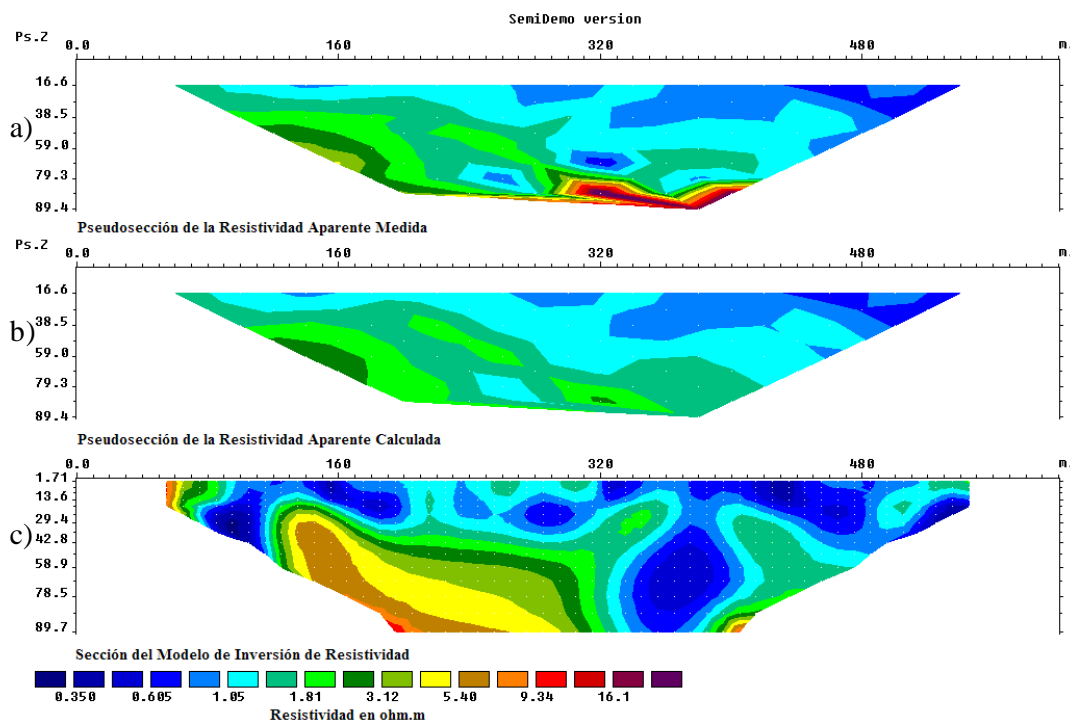 SemiDemo version
Ps.Z 0.0 160 320 480 m.
16.6
38.5
a)
59.0
79.3
89.4
Pseudosección de la Resistividad Aparente Medida
Ps.Z 0.0 160 320 480 m.
16.6
38.5
b)
59.0
79.3
89.4
Pseudosección de la Resistividad Aparente Calculada
0.0 160 320 480 m.
1.71
13.6
29.4
c)
42.8
58.9
78.5
89.7
Sección del Modelo de Inversión de Resistividad
0.350 0.605 1.05 1.81 3.12 5.40 9.34 16.1
Resistividad en ohm.m